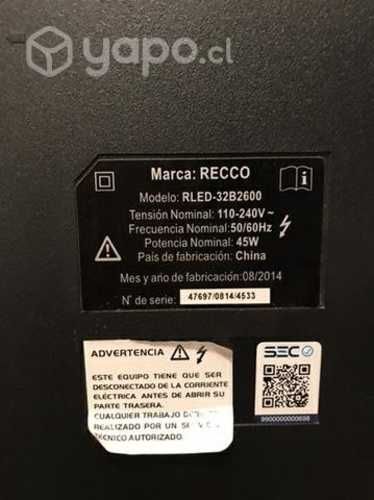 yapo.cl
Marca: RECCO
Modelo: RLED-32B2600
Tensión Nominal: 110-240V~
Frecuencia Nominal:50/60Hz
Potencia Nominal: 45W
País de fabricación: China
Mes y año de fabricación:08/2014
N° de serie: 47697/0814/4533
ADVERTENCIA
SEC
ESTE EQUIPO TIENE QUE SER
DESCONECTADO DE LA CORRIENTE
ELÉCTRICA ANTES DE ABRIR SU
PARTE TRASERA.
CUALQUIER TRABAJO
REALIZADO POR UN
TÉCNICO AUTORIZADO.